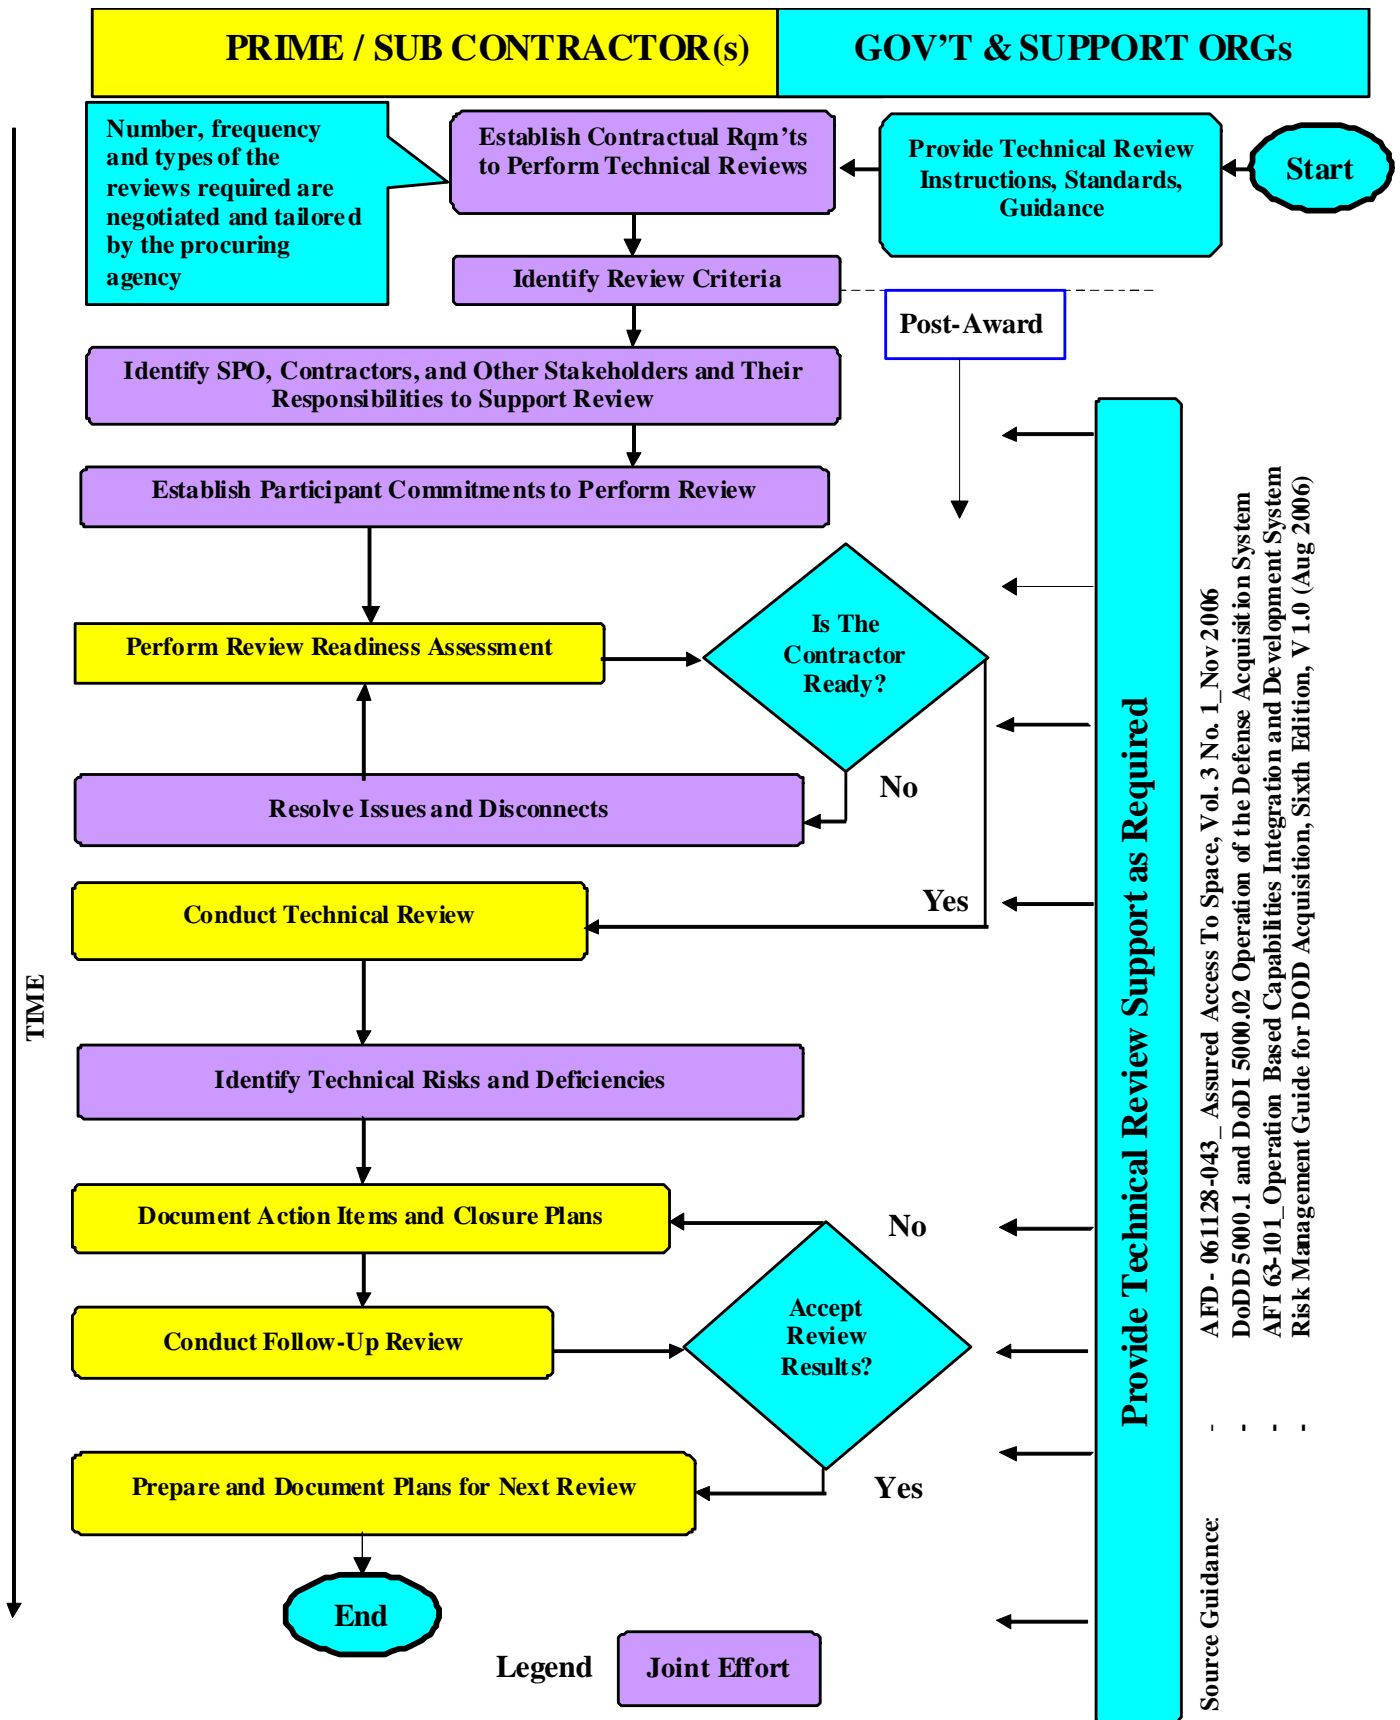 PRIME / SUB CONTRACTOR(s)
GOV'T & SUPPORT ORGs
Number, frequency
and types of the
reviews required are
negotiated and tailored
by the procuring
agency
Establish Contractual Rqm'ts
to Perform Technical Reviews
Provide Technical Review
Instructions, Standards,
Guidance
Start
Identify Review Criteria
Post-Award
Identify SPO, Contractors, and Other Stakeholders and Their
Responsibilities to Support Review
Establish Participant Commitments to Perform Review
Perform Review Readiness Assessment
Is The
Contractor
Ready?
No
Resolve Issues and Disconnects
Yes
Conduct Technical Review
TIME
Identify Technical Risks and Deficiencies
Document Action Items and Closure Plans
No
Accept
Review
Results?
Conduct Follow-Up Review
Prepare and Document Plans for Next Review
Yes
End
Legend
Joint Effort
Provide Technical Review Support as Required
Source Guidance:
- AFD - 061128-043_ Assured Access To Space, Vol. 3 No. 1_Nov 2006
- DoDD 5000.1 and DoDI 5000.02 Operation of the Defense Acquisition System
- AFI 63-101_Operation Based Capabilities Integration and Development System
- Risk Management Guide for DOD Acquisition, Sixth Edition, V 1.0 (Aug 2006)